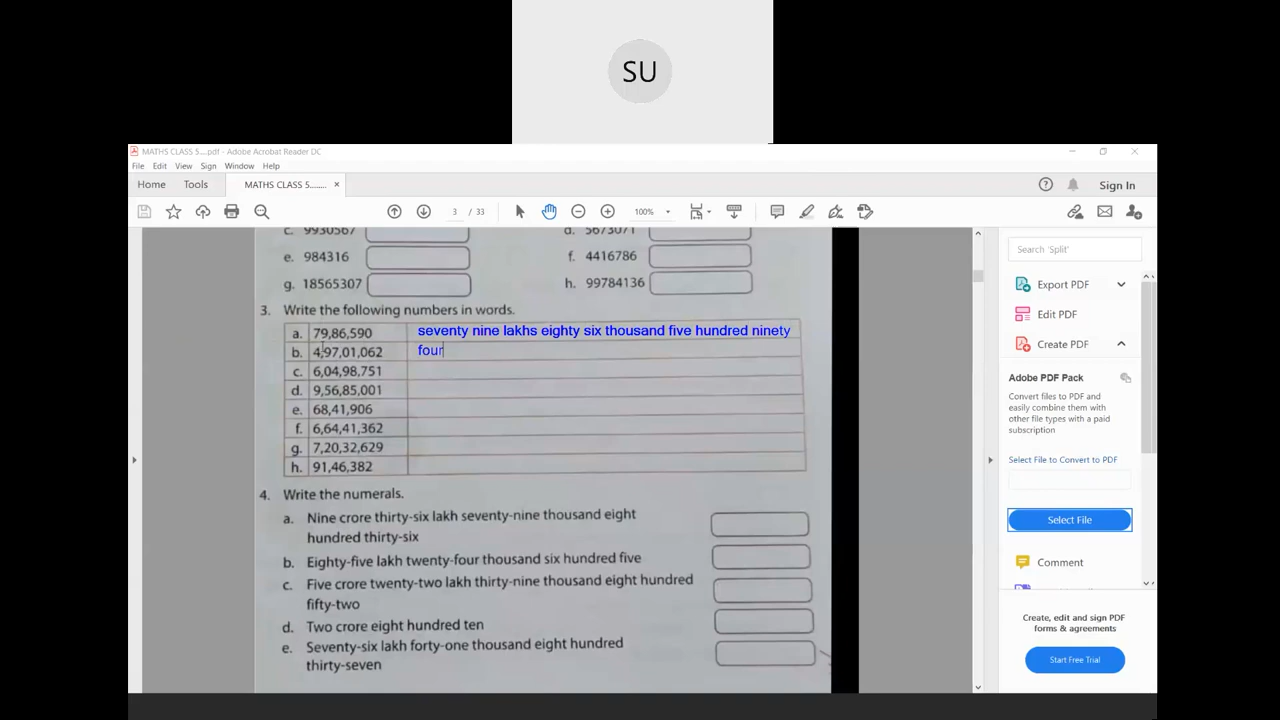 SU
MATHS CLASS 5....pdf - Adobe Acrobat Reader DC
File Edit View Sign Window Help
Home Tools MATHS CLASS 5........ × Sign In
3 / 33 100%
c. 9930567 d. 5673071
e. 984316 f. 4416786
g. 18565307 h. 99784136
3. Write the following numbers in words.
a. 79,86,590 seventy nine lakhs eighty six thousand five hundred ninety
b. 4,97,01,062 four
c. 6,04,98,751
d. 9,56,85,001
e. 68,41,906
f. 6,64,41,362
g. 7,20,32,629
h. 91,46,382
4. Write the numerals.
a. Nine crore thirty-six lakh seventy-nine thousand eight
hundred thirty-six
b. Eighty-five lakh twenty-four thousand six hundred five
c. Five crore twenty-two lakh thirty-nine thousand eight hundred
fifty-two
d. Two crore eight hundred ten
e. Seventy-six lakh forty-one thousand eight hundred
thirty-seven
Search 'Split'
Export PDF
Edit PDF
Create PDF
Adobe PDF Pack
Convert files to PDF and
easily combine them with
other file types with a paid
subscription
Select File to Convert to PDF
Select File
Comment
Create, edit and sign PDF
forms & agreements
Start Free Trial